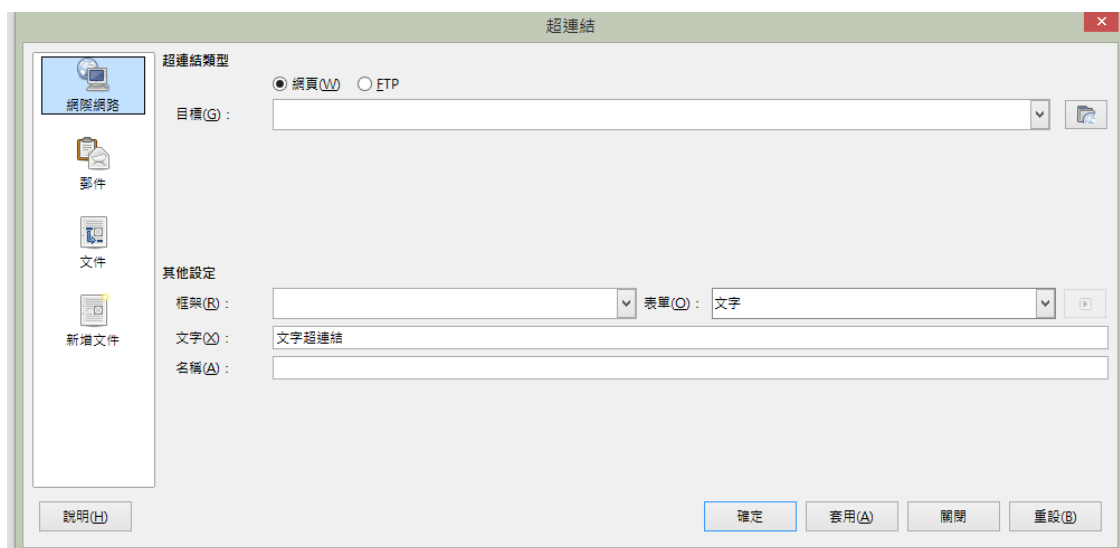 超連結
網際網路
郵件
文件
新增文件
超連結類型
網頁(W) FTP
目標(G)：
其他設定
框架(R)： 表單(O)： 文字
文字(X)： 文字超連結
名稱(A)：
說明(H) 確定 套用(A) 關閉 重設(B)